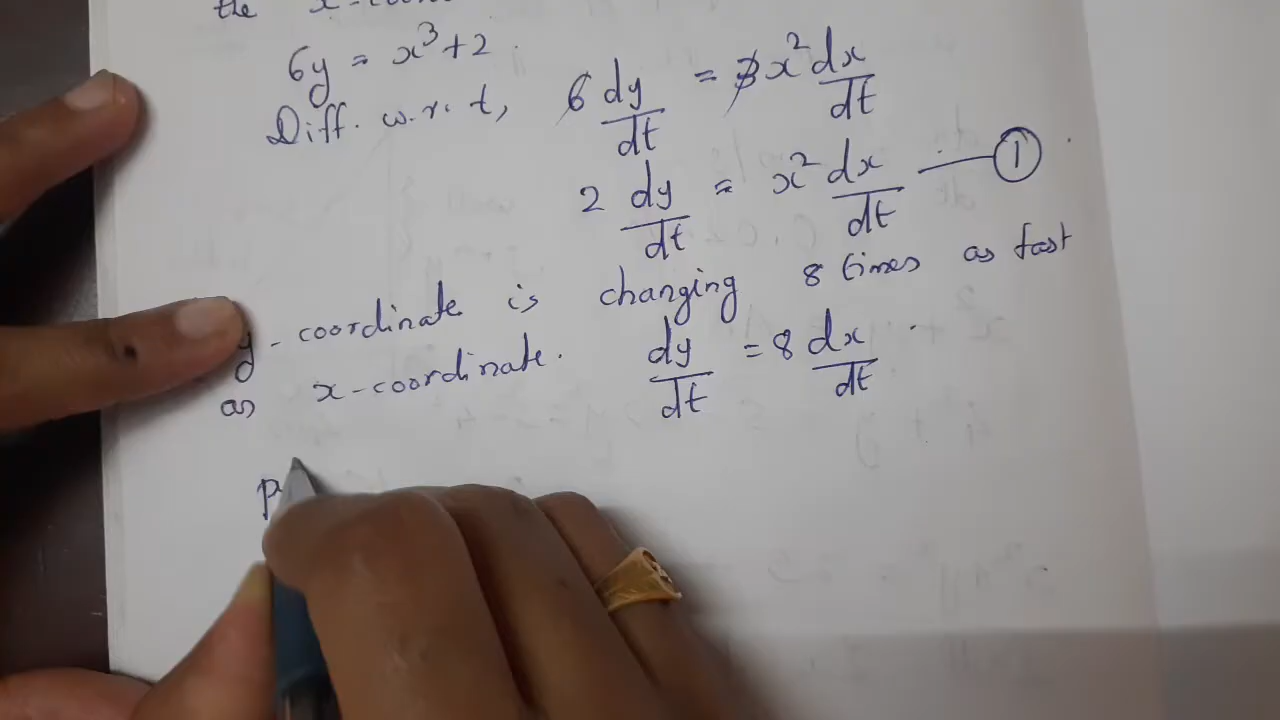 the x-coor
6y = x³ + 2
Diff. w.r. t, 6 dy/dt = 3x² dx/dt
2 dy/dt = x² dx/dt — ①
y-coordinate is changing 8 times as fast
as x-coordinate. dy/dt = 8 dx/dt .